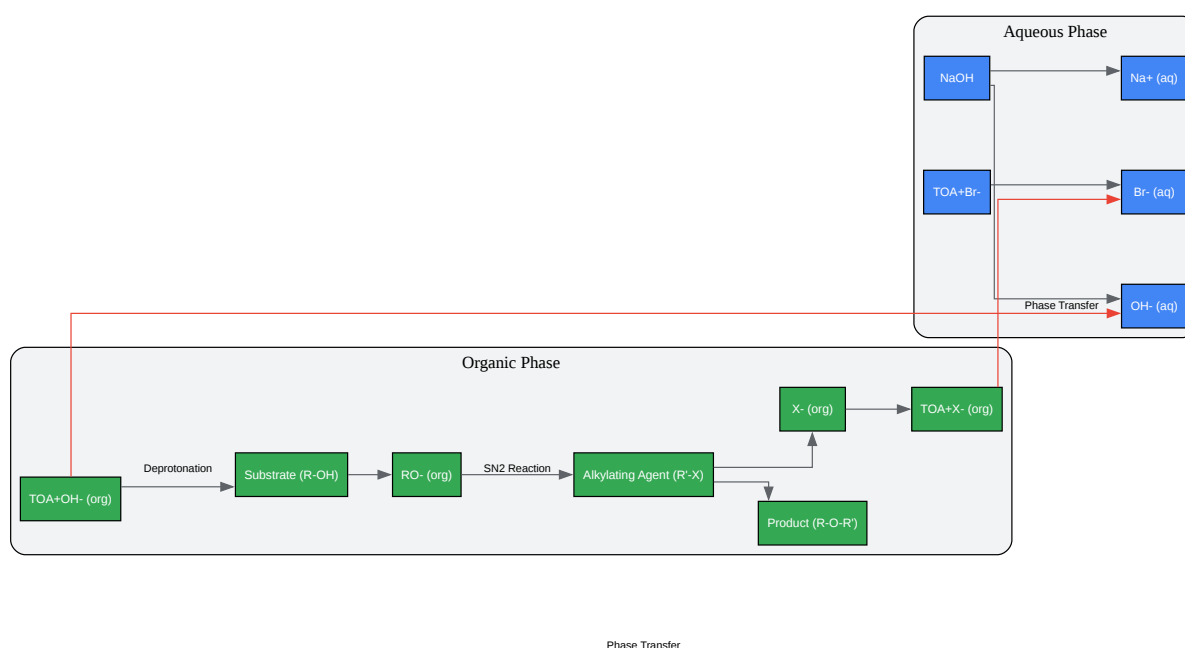 Aqueous Phase
NaOH
Na+ (aq)
TOA+Br-
Br- (aq)
OH- (aq)
Phase Transfer
Organic Phase
X- (org)
TOA+X- (org)
Deprotonation
Substrate (R-OH)
RO- (org)
SN2 Reaction
Alkylating Agent (R'-X)
TOA+OH- (org)
Product (R-O-R')
Phase Transfer